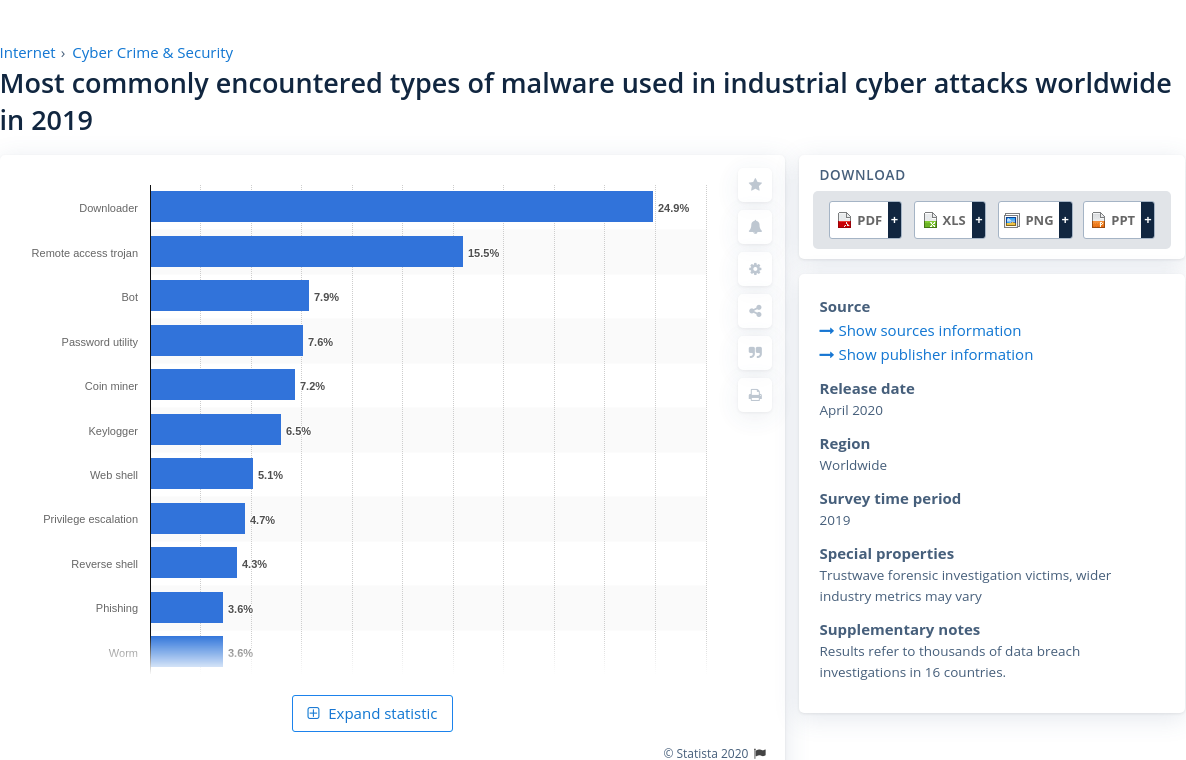 Internet › Cyber Crime & Security
Most commonly encountered types of malware used in industrial cyber attacks worldwide
in 2019
Downloader 24.9%
Remote access trojan 15.5%
Bot 7.9%
Password utility 7.6%
Coin miner 7.2%
Keylogger 6.5%
Web shell 5.1%
Privilege escalation 4.7%
Reverse shell 4.3%
Phishing 3.6%
Worm 3.6%
Expand statistic
© Statista 2020
DOWNLOAD
PDF + XLS + PNG + PPT +
Source
Show sources information
Show publisher information
Release date
April 2020
Region
Worldwide
Survey time period
2019
Special properties
Trustwave forensic investigation victims, wider
industry metrics may vary
Supplementary notes
Results refer to thousands of data breach
investigations in 16 countries.